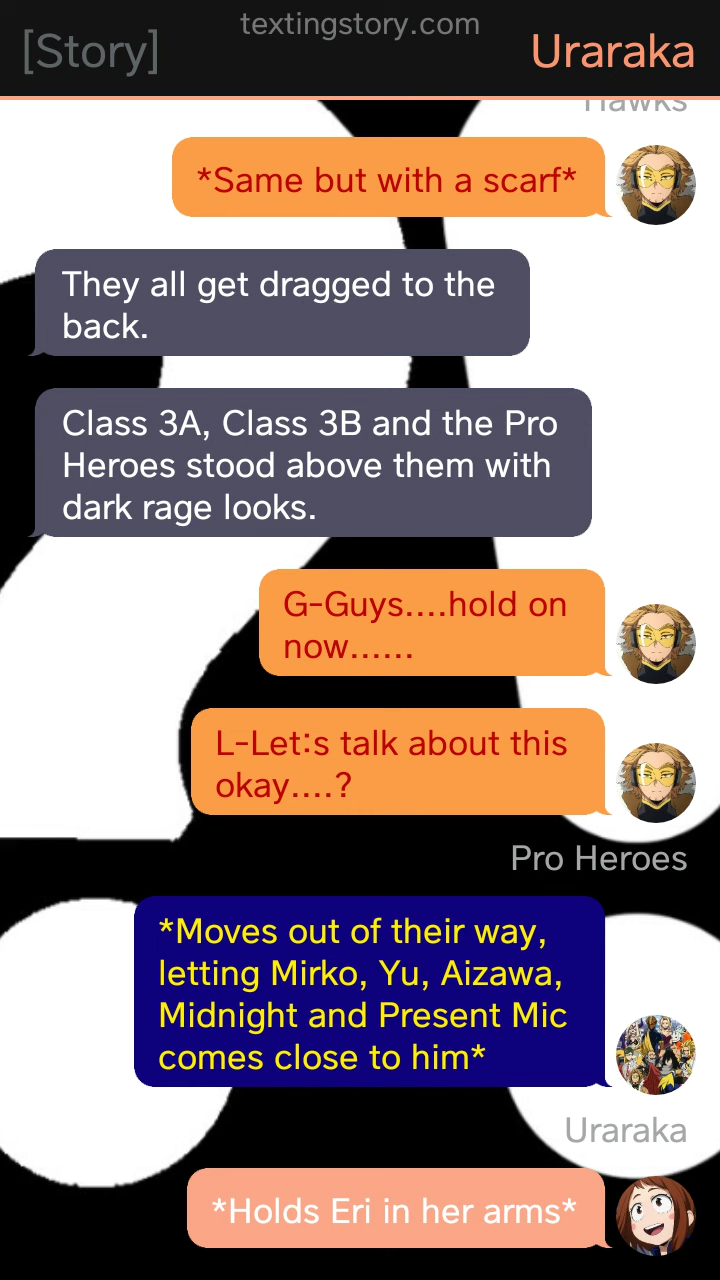 textingstory.com
[Story]
Uraraka
Hawks
*Same but with a scarf*
They all get dragged to the
back.
Class 3A, Class 3B and the Pro
Heroes stood above them with
dark rage looks.
G-Guys....hold on
now......
L-Let:s talk about this
okay....?
Pro Heroes
*Moves out of their way,
letting Mirko, Yu, Aizawa,
Midnight and Present Mic
comes close to him*
Uraraka
*Holds Eri in her arms*